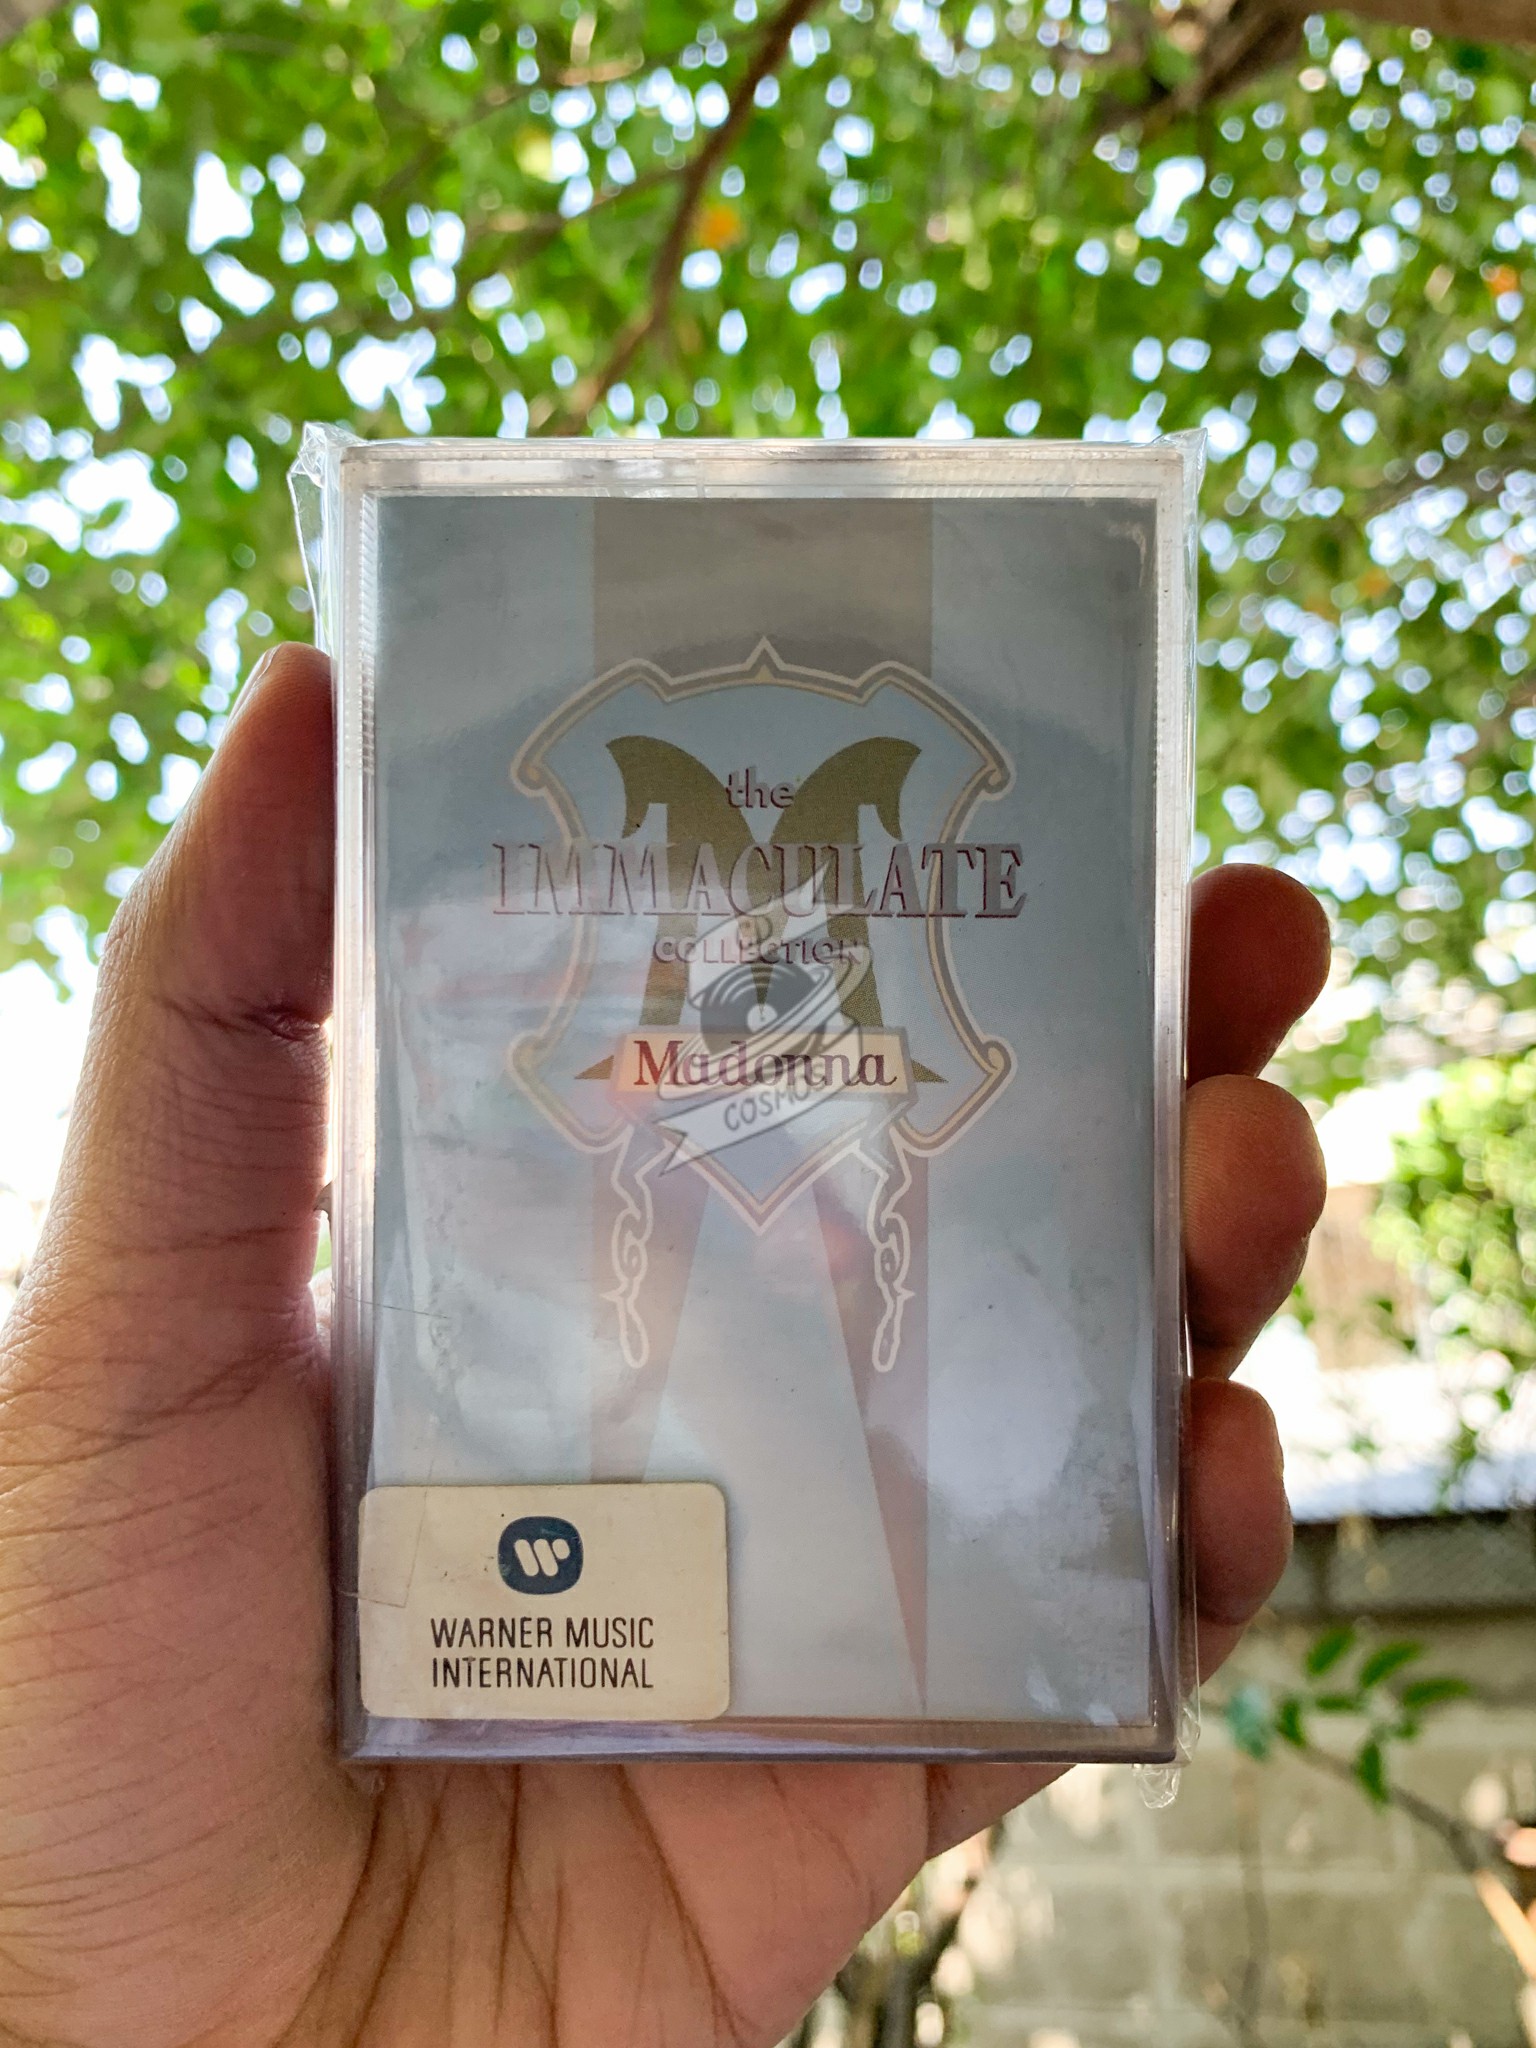 the
IMMACULATE
COLLECTION
Madonna
COSMOS
WARNER MUSIC
INTERNATIONAL